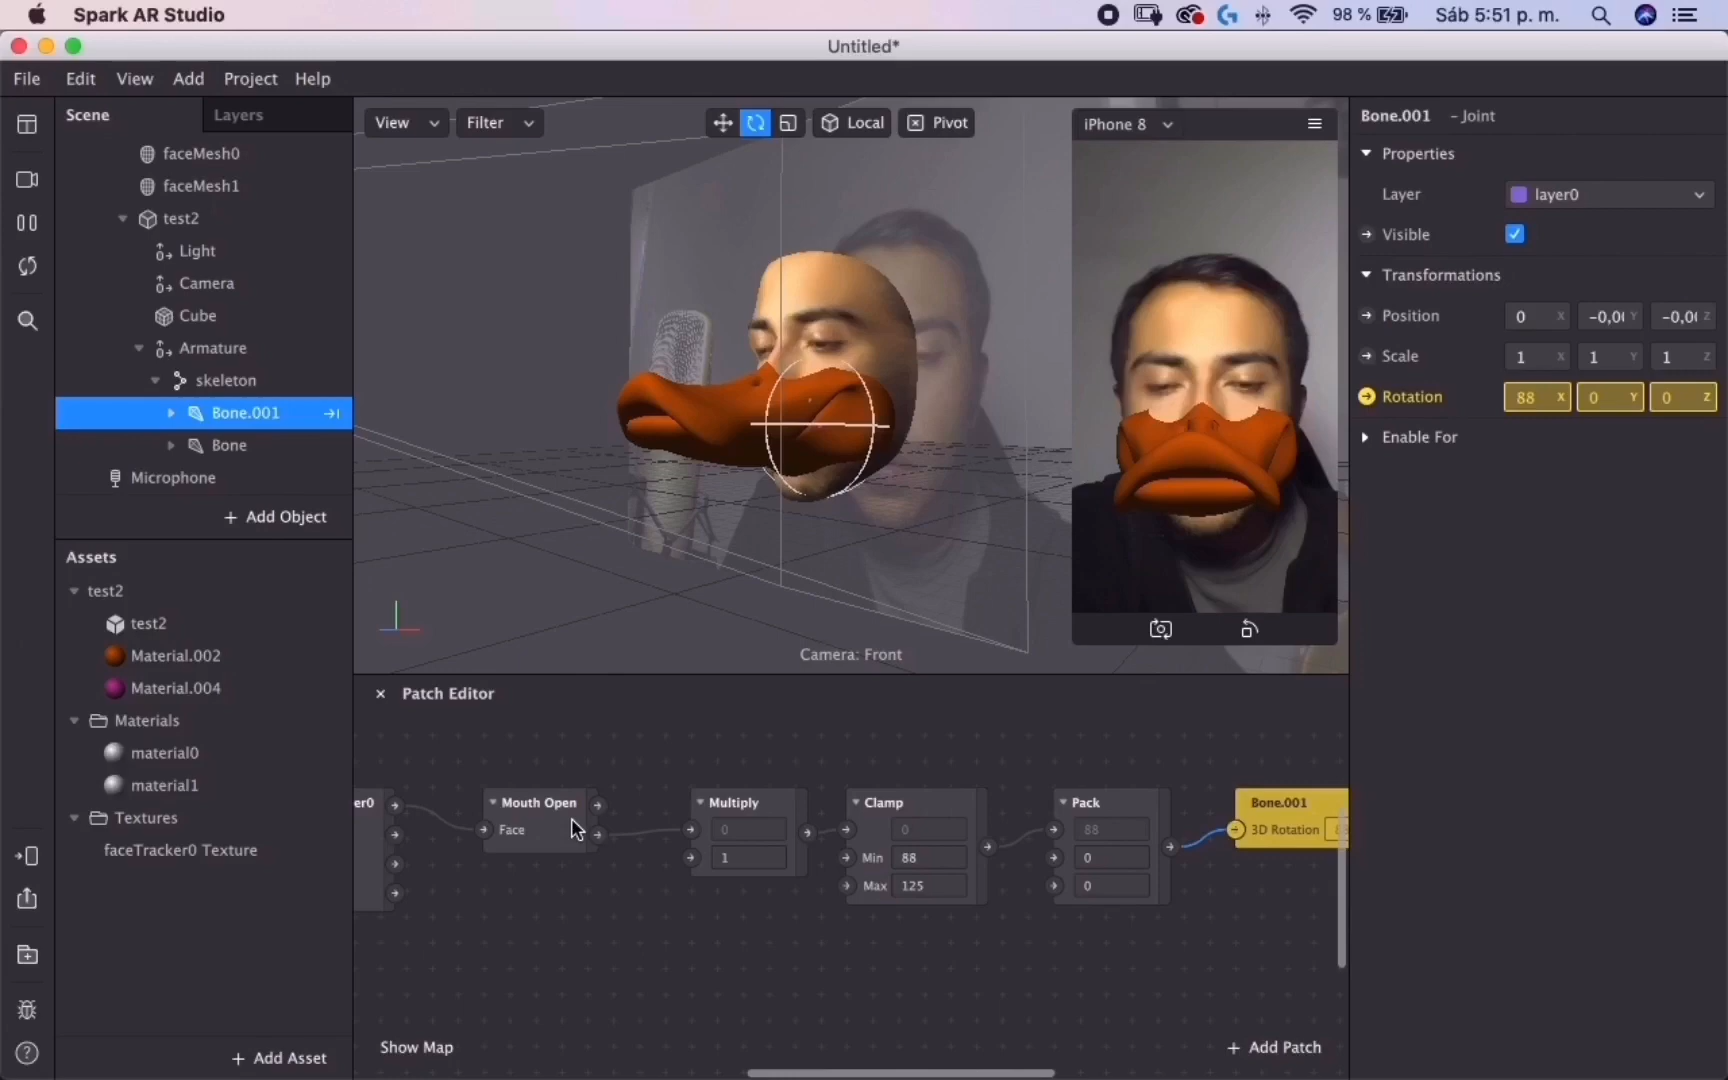 Spark AR Studio
98 %
Sáb 5:51 p. m.
Untitled*
File Edit View Add Project Help
Scene
Layers
faceMesh0
faceMesh1
test2
Light
Camera
Cube
Armature
skeleton
Bone.001
Bone
Microphone
+ Add Object
Assets
test2
test2
Material.002
Material.004
Materials
material0
material1
Textures
faceTracker0 Texture
+ Add Asset
View
Filter
Local
Pivot
iPhone 8
Camera: Front
Bone.001 - Joint
Properties
Layer layer0
Visible
Transformations
Position 0 X -0,0 Y -0,0 Z
Scale 1 X 1 Y 1 Z
Rotation 88 X 0 Y 0 Z
Enable For
× Patch Editor
er0
Mouth Open
Face
Multiply
0
1
Clamp
0
Min 88
Max 125
Pack
88
0
0
Bone.001
3D Rotation
Show Map
+ Add Patch